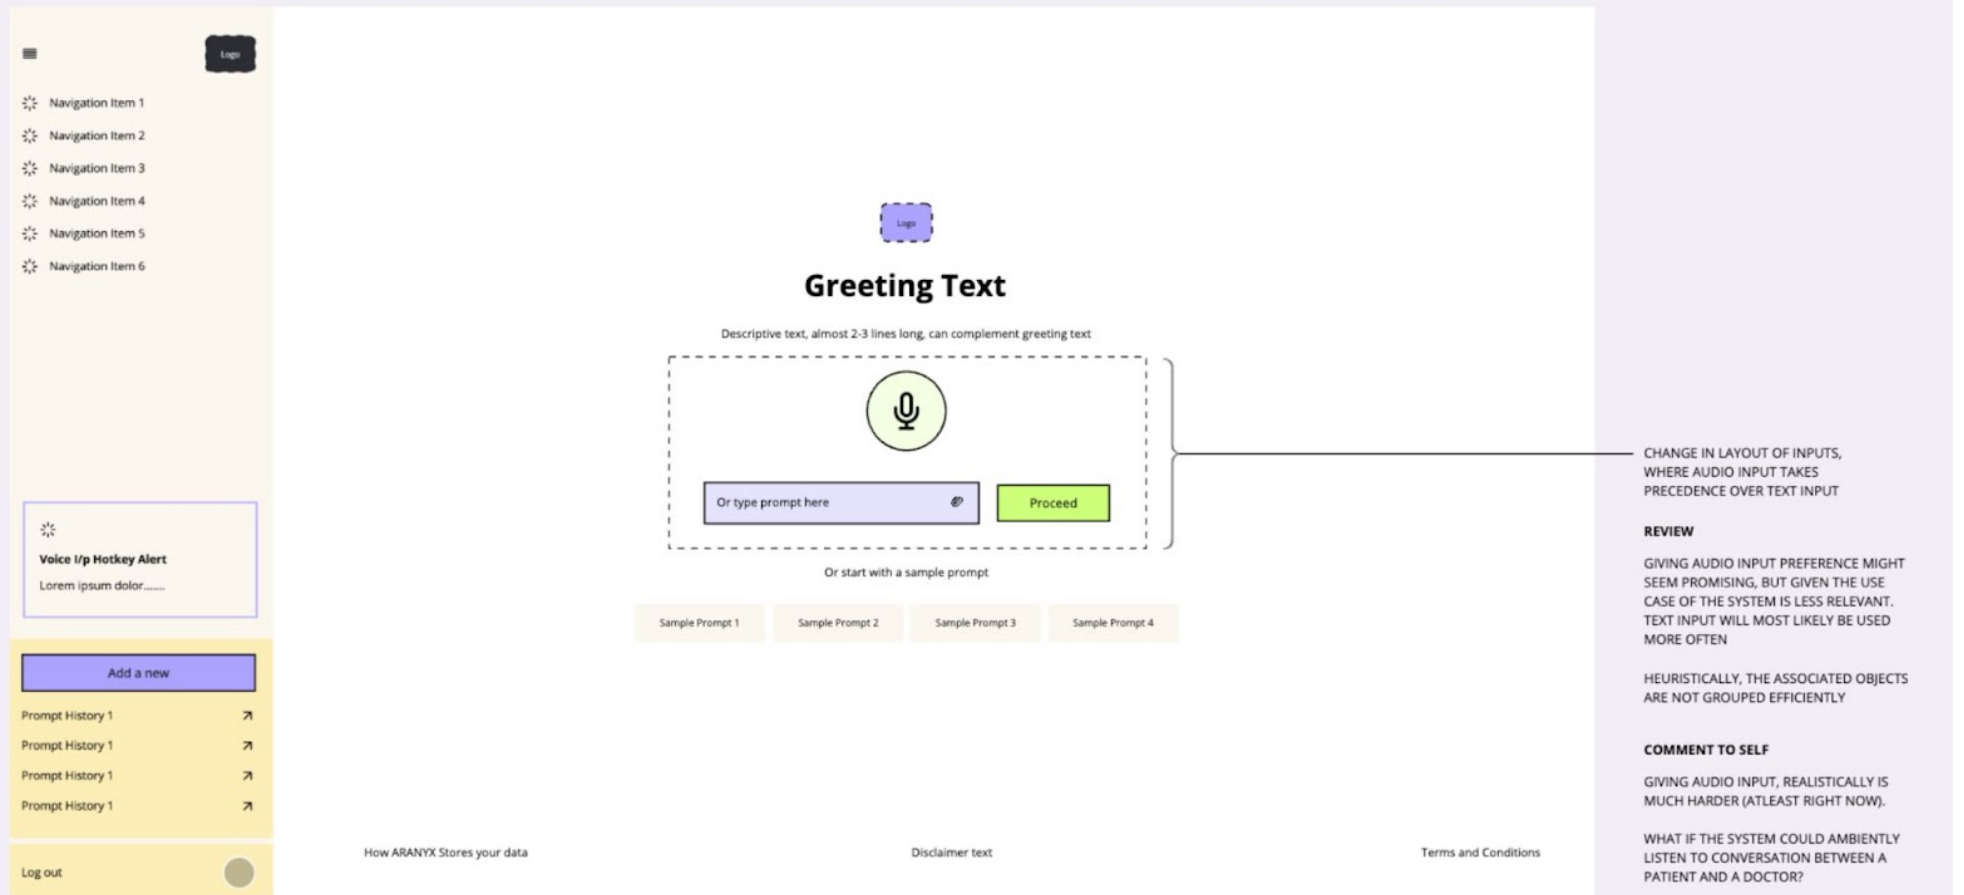 Logo
Navigation Item 1
Navigation Item 2
Navigation Item 3
Navigation Item 4
Navigation Item 5
Navigation Item 6
Voice I/p Hotkey Alert
Lorem ipsum dolor.......
Add a new
Prompt History 1
Prompt History 1
Prompt History 1
Prompt History 1
Log out
Logo
Greeting Text
Descriptive text, almost 2-3 lines long, can complement greeting text
Or type prompt here
Proceed
Or start with a sample prompt
Sample Prompt 1
Sample Prompt 2
Sample Prompt 3
Sample Prompt 4
How ARANYX Stores your data
Disclaimer text
Terms and Conditions
CHANGE IN LAYOUT OF INPUTS,
WHERE AUDIO INPUT TAKES
PRECEDENCE OVER TEXT INPUT
REVIEW
GIVING AUDIO INPUT PREFERENCE MIGHT
SEEM PROMISING, BUT GIVEN THE USE
CASE OF THE SYSTEM IS LESS RELEVANT.
TEXT INPUT WILL MOST LIKELY BE USED
MORE OFTEN
HEURISTICALLY, THE ASSOCIATED OBJECTS
ARE NOT GROUPED EFFICIENTLY
COMMENT TO SELF
GIVING AUDIO INPUT, REALISTICALLY IS
MUCH HARDER (ATLEAST RIGHT NOW).
WHAT IF THE SYSTEM COULD AMBIENTLY
LISTEN TO CONVERSATION BETWEEN A
PATIENT AND A DOCTOR?